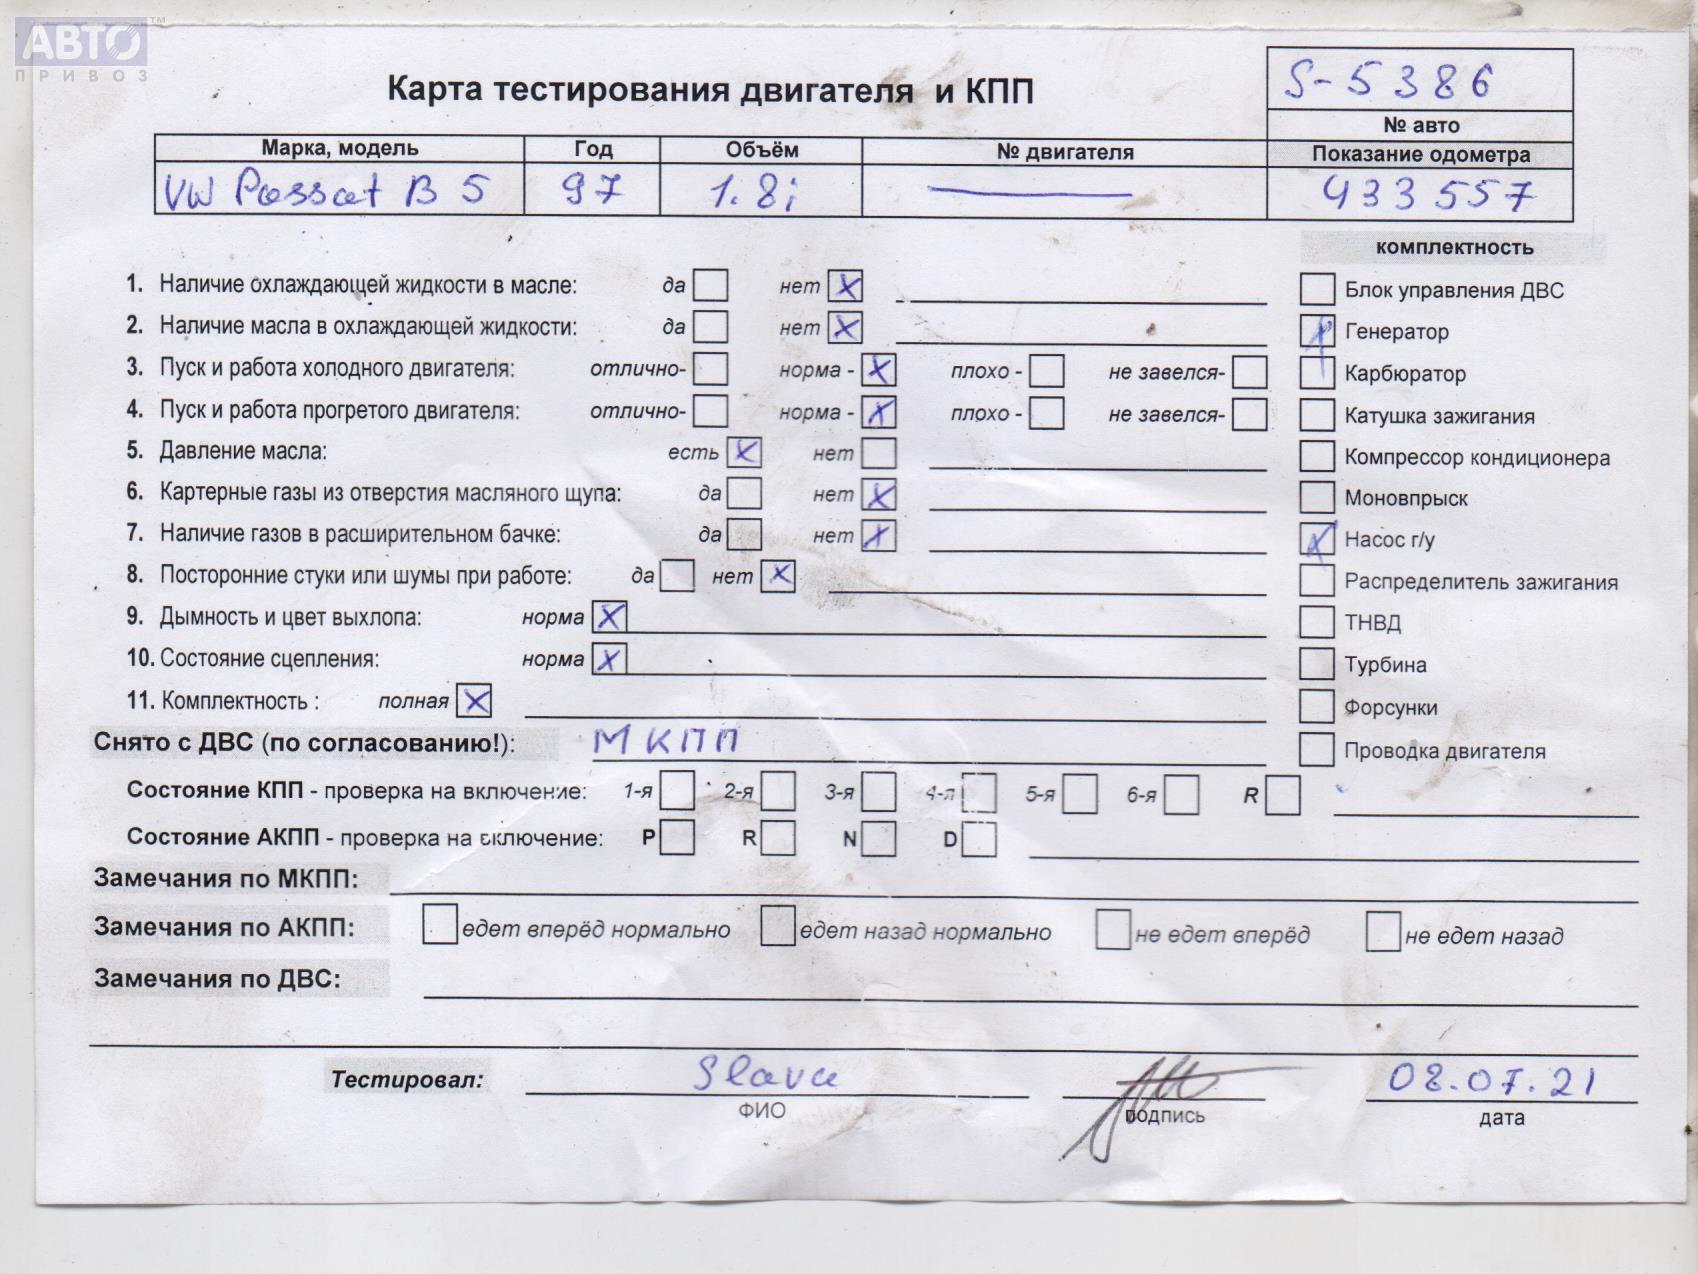 АВТО™
ПРИВОЗ
Карта тестирования двигателя и КПП
S-5386
№ авто
Марка, модель Год Объём № двигателя Показание одометра
VW Passat B 5 97 1.8i 433557
комплектность
1. Наличие охлаждающей жидкости в масле: да нет X Блок управления ДВС
2. Наличие масла в охлаждающей жидкости: да нет X Генератор
3. Пуск и работа холодного двигателя: отлично- норма - X плохо - не завелся- Карбюратор
4. Пуск и работа прогретого двигателя: отлично- норма - X плохо - не завелся- Катушка зажигания
5. Давление масла: есть X нет Компрессор кондиционера
6. Картерные газы из отверстия масляного щупа: да нет X Моновпрыск
7. Наличие газов в расширительном бачке: да нет X X Насос г/у
8. Посторонние стуки или шумы при работе: да нет X Распределитель зажигания
9. Дымность и цвет выхлопа: норма X ТНВД
10. Состояние сцепления: норма X Турбина
11. Комплектность : полная X Форсунки
Снято с ДВС (по согласованию!): МКПП Проводка двигателя
Состояние КПП - проверка на включение: 1-я 2-я 3-я 4-я 5-я 6-я R
Состояние АКПП - проверка на включение: P R N D
Замечания по МКПП:
Замечания по АКПП: едет вперёд нормально едет назад нормально не едет вперёд не едет назад
Замечания по ДВС:
Тестировал: Slava 08.07.21
ФИО подпись дата